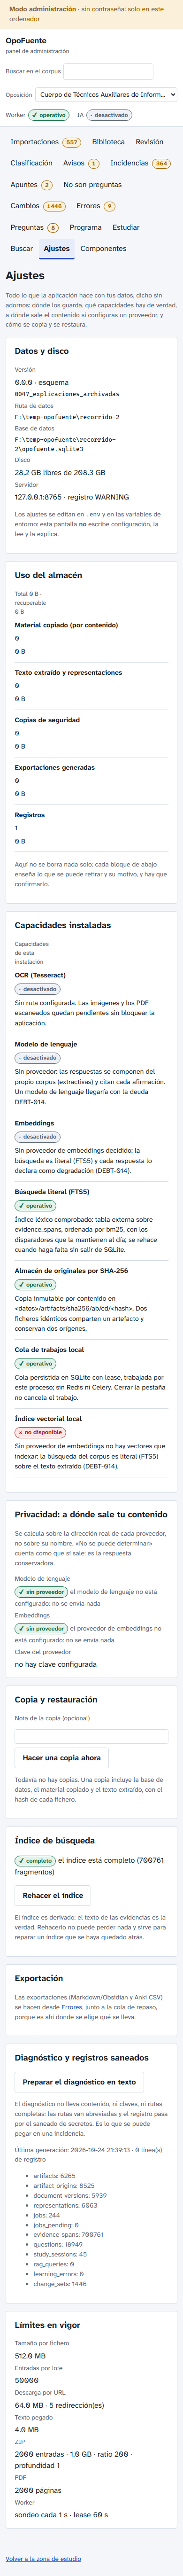 Modo administración · sin contraseña: solo en este
ordenador
OpoFuente
panel de administración
Buscar en el corpus
Oposición Cuerpo de Técnicos Auxiliares de Inform…
Worker ✓ operativo IA ◦ desactivado
Importaciones 557 Biblioteca Revisión
Clasificación Avisos 1 Incidencias 364
Apuntes 2 No son preguntas
Cambios 1446 Errores 9
Preguntas 6 Programa Estudiar
Buscar Ajustes Componentes
Ajustes
Todo lo que la aplicación hace con tus datos, dicho sin
adornos: dónde los guarda, qué capacidades hay de verdad,
a dónde sale el contenido si configuras un proveedor, y
cómo se copia y se restaura.
Datos y disco
Versión
0.0.0 · esquema
0047_explicaciones_archivadas
Ruta de datos
F:\temp-opofuente\recorrido-2
Base de datos
F:\temp-opofuente\recorrido-
2\opofuente.sqlite3
Disco
28.2 GB libres de 208.3 GB
Servidor
127.0.0.1:8765 · registro WARNING
Los ajustes se editan en .env y en las variables de
entorno: esta pantalla no escribe configuración, la
lee y la explica.
Uso del almacén
Total 0 B ·
recuperable
0 B
Material copiado (por contenido)
0
0 B
Texto extraído y representaciones
0
0 B
Copias de seguridad
0
0 B
Exportaciones generadas
0
0 B
Registros
1
0 B
Aquí no se borra nada solo: cada bloque de abajo
enseña lo que se puede retirar y su motivo, y hay que
confirmarlo.
Capacidades instaladas
Capacidades
de esta
instalación
OCR (Tesseract)
◦ desactivado
Sin ruta configurada. Las imágenes y los PDF
escaneados quedan pendientes sin bloquear la
aplicación.
Modelo de lenguaje
◦ desactivado
Sin proveedor: las respuestas se componen del
propio corpus (extractivas) y citan cada afirmación.
Un modelo de lenguaje llegaría con la deuda
DEBT-014.
Embeddings
◦ desactivado
Sin proveedor de embeddings decidido: la
búsqueda es literal (FTS5) y cada respuesta lo
declara como degradación (DEBT-014).
Búsqueda literal (FTS5)
✓ operativo
Índice léxico comprobado: tabla externa sobre
evidence_spans, ordenada por bm25, con los
disparadores que la mantienen al día; se rehace
cuando haga falta sin salir de SQLite.
Almacén de originales por SHA-256
✓ operativo
Copia inmutable por contenido en
<datos>/artifacts/sha256/ab/cd/<hash>. Dos
ficheros idénticos comparten un artefacto y
conservan dos orígenes.
Cola de trabajos local
✓ operativo
Cola persistida en SQLite con lease, trabajada por
este proceso; sin Redis ni Celery. Cerrar la pestaña
no cancela el trabajo.
Índice vectorial local
× no disponible
Sin proveedor de embeddings no hay vectores que
indexar; la búsqueda del corpus es literal (FTS5)
sobre el texto extraído (DEBT-014).
Privacidad: a dónde sale tu contenido
Se calcula sobre la dirección real de cada proveedor,
no sobre su nombre. «No se puede determinar»
cuenta como que sí sale: es la respuesta
conservadora.
Modelo de lenguaje
✓ sin proveedor el modelo de lenguaje no está
configurado: no se envía nada
Embeddings
✓ sin proveedor el proveedor de embeddings no
está configurado: no se envía nada
Clave del proveedor
no hay clave configurada
Copia y restauración
Nota de la copia (opcional)
Hacer una copia ahora
Todavía no hay copias. Una copia incluye la base de
datos, el material copiado y el texto extraído, con el
hash de cada fichero.
Índice de búsqueda
✓ completo el índice está completo (700761
fragmentos)
Rehacer el índice
El índice es derivado: el texto de las evidencias es la
verdad. Rehacerlo no puede perder nada y sirve para
reparar un índice que se haya quedado atrás.
Exportación
Las exportaciones (Markdown/Obsidian y Anki CSV)
se hacen desde Errores, junto a la cola de repaso,
porque es ahí donde se elige qué se lleva.
Diagnóstico y registros saneados
Preparar el diagnóstico en texto
El diagnóstico no lleva contenido, ni claves, ni rutas
completas: las rutas van abreviadas y el registro pasa
por el saneado de secretos. Es lo que se puede
pegar en una incidencia.
Última generación: 2026-10-24 21:39:13 · 0 línea(s)
de registro
• artifacts: 6265
• artifact_origins: 8525
• document_versions: 5939
• representations: 6063
• jobs: 244
• jobs_pending: 0
• evidence_spans: 700761
• questions: 18949
• study_sessions: 45
• rag_queries: 0
• learning_errors: 0
• change_sets: 1446
Límites en vigor
Tamaño por fichero
512.0 MB
Entradas por lote
50000
Descarga por URL
64.0 MB · 5 redirección(es)
Texto pegado
4.0 MB
ZIP
2000 entradas · 1.0 GB · ratio 200 ·
profundidad 1
PDF
2000 páginas
Worker
sondeo cada 1 s · lease 60 s
Volver a la zona de estudio